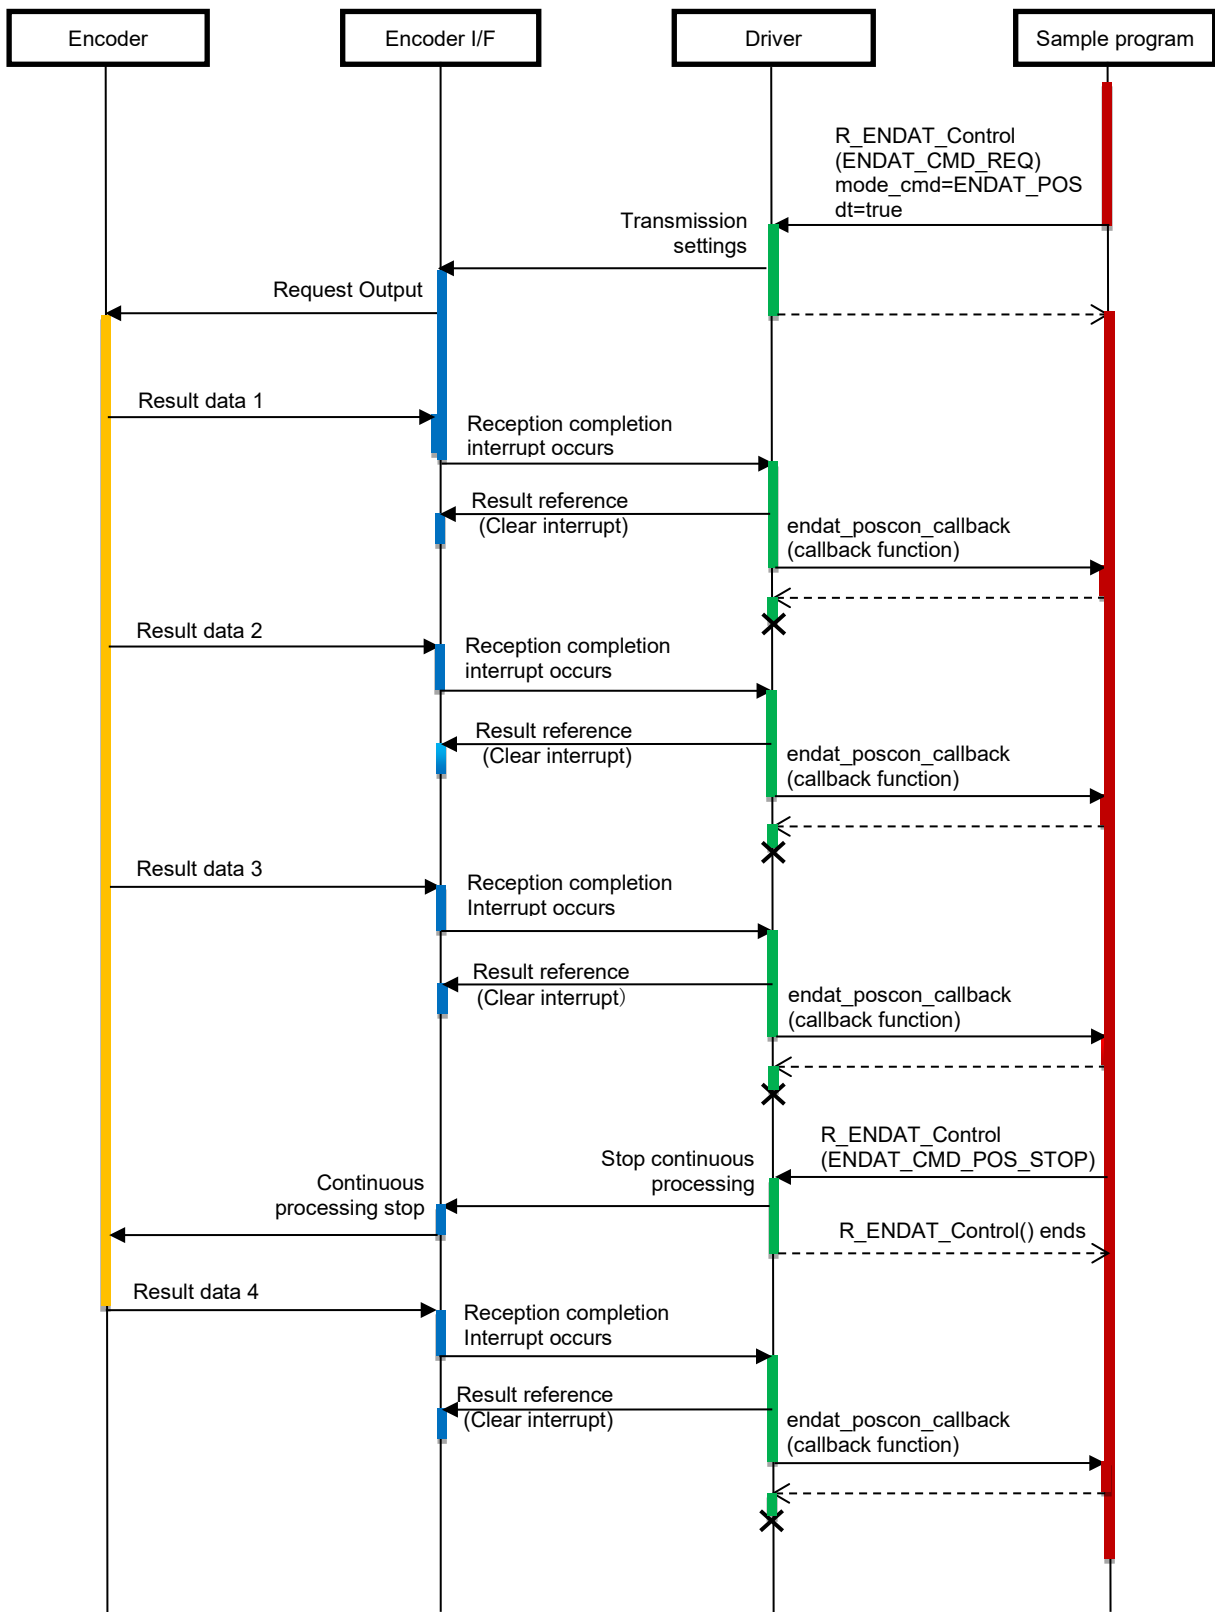 Encoder
Encoder I/F
Driver
Sample program
R_ENDAT_Control
(ENDAT_CMD_REQ)
mode_cmd=ENDAT_POS
dt=true
Transmission
settings
Request Output
Result data 1
Reception completion
interrupt occurs
Result reference
(Clear interrupt)
endat_poscon_callback
(callback function)
Result data 2
Reception completion
interrupt occurs
Result reference
(Clear interrupt)
endat_poscon_callback
(callback function)
Result data 3
Reception completion
Interrupt occurs
Result reference
(Clear interrupt）
endat_poscon_callback
(callback function)
R_ENDAT_Control
(ENDAT_CMD_POS_STOP)
Stop continuous
processing
Continuous
processing stop
R_ENDAT_Control() ends
Result data 4
Reception completion
Interrupt occurs
Result reference
(Clear interrupt)
endat_poscon_callback
(callback function)